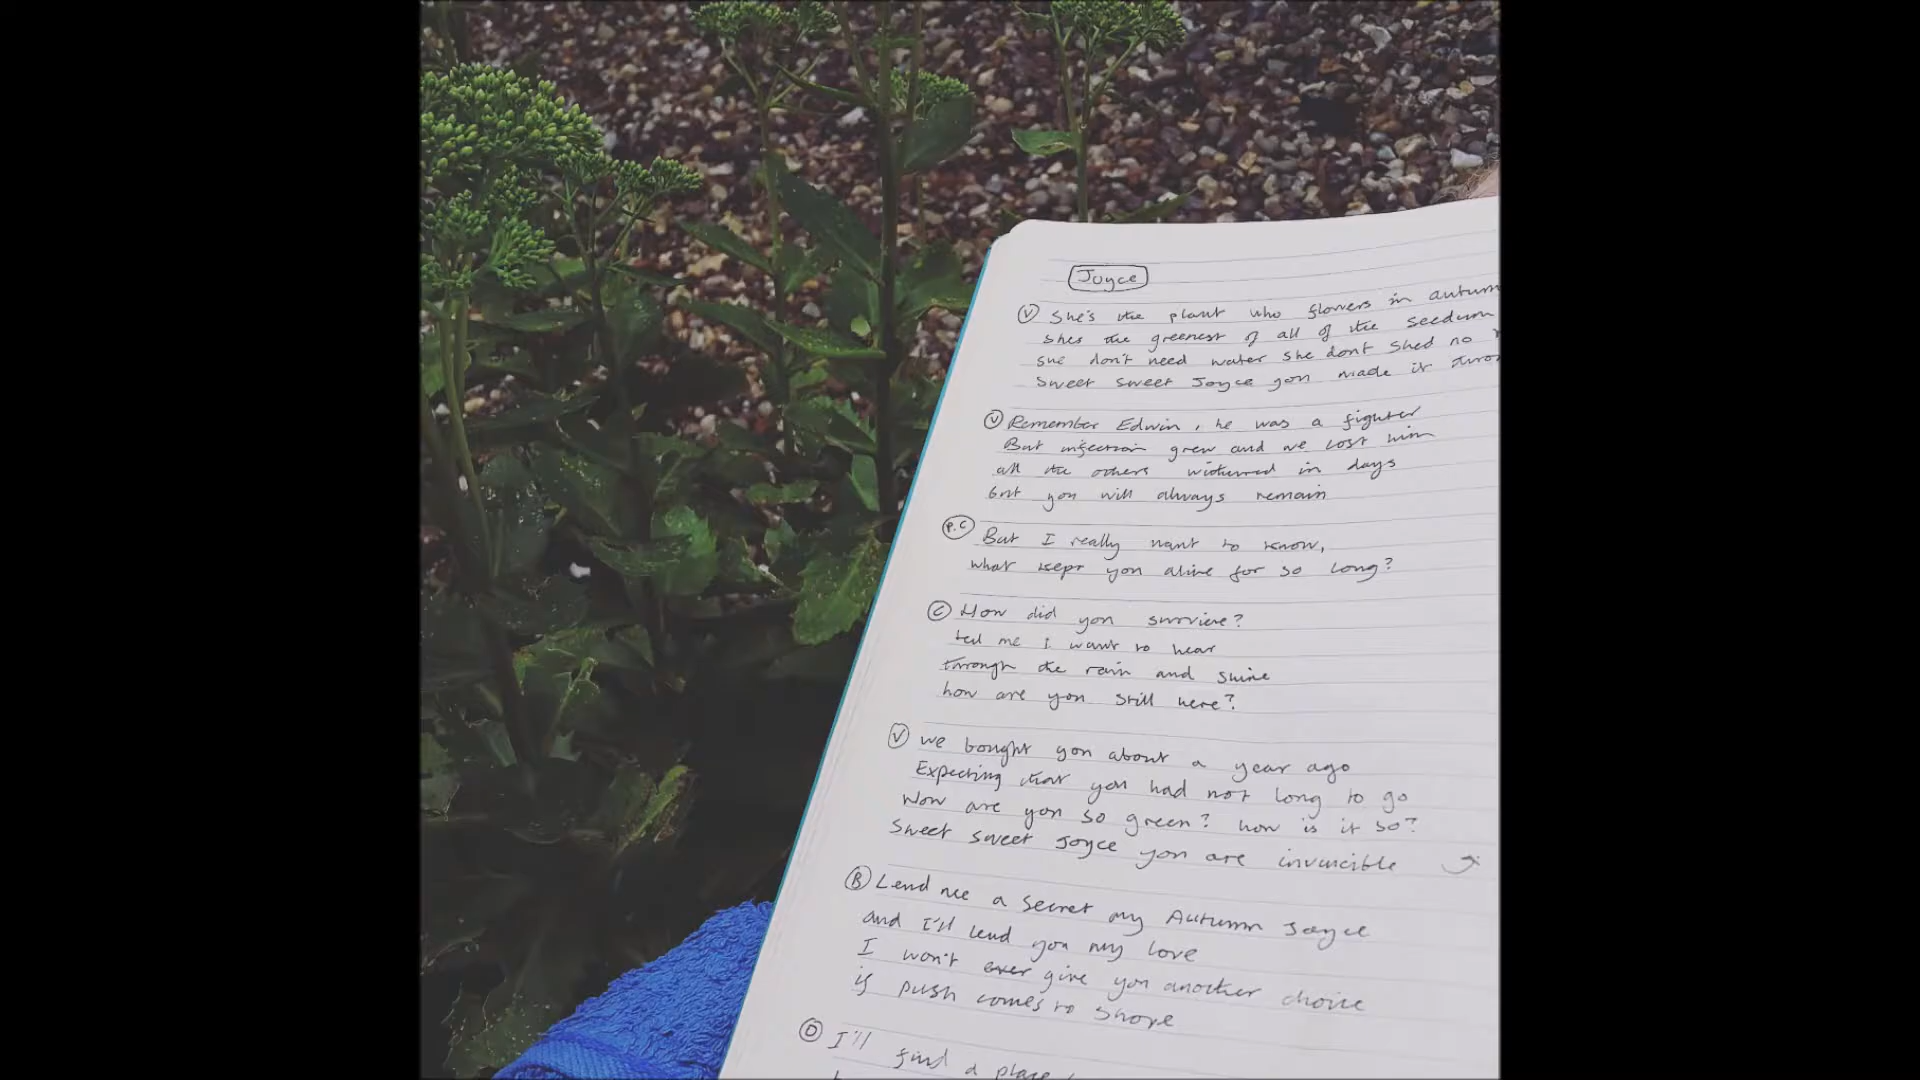 Joyce
V She's the plant who flowers in autum
shes the greenest of all of the seedum
she don't need water she dont shed no
Sweet sweet Joyce you made it throu
V Remember Edwin, he was a fighter
But infection grew and we lost him
all the others witherred in days
but you will always remain
P.C But I really want to know,
what kept you alive for so long?
C How did you survive?
tell me I want to hear
through the rain and shine
how are you still here?
V we bought you about a year ago
Expecting that you had not long to go
How are you so green? how is it so?
Sweet sweet Joyce you are invincible
B Lend me a secret my Autumn Joyce
and I'll lend you my love
I won't ever give you another choice
if push comes to shove
O I'll find a place